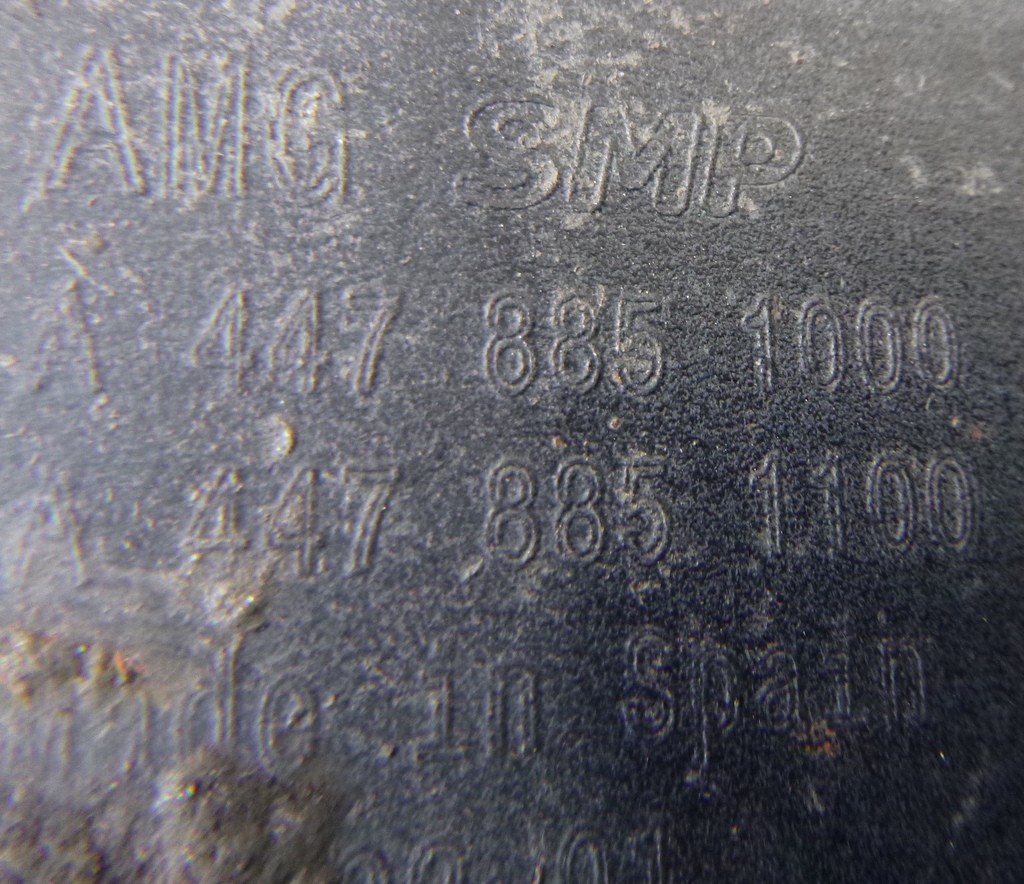 AMG SMP
A 447 885 1000
A 447 885 1100
made in Spain